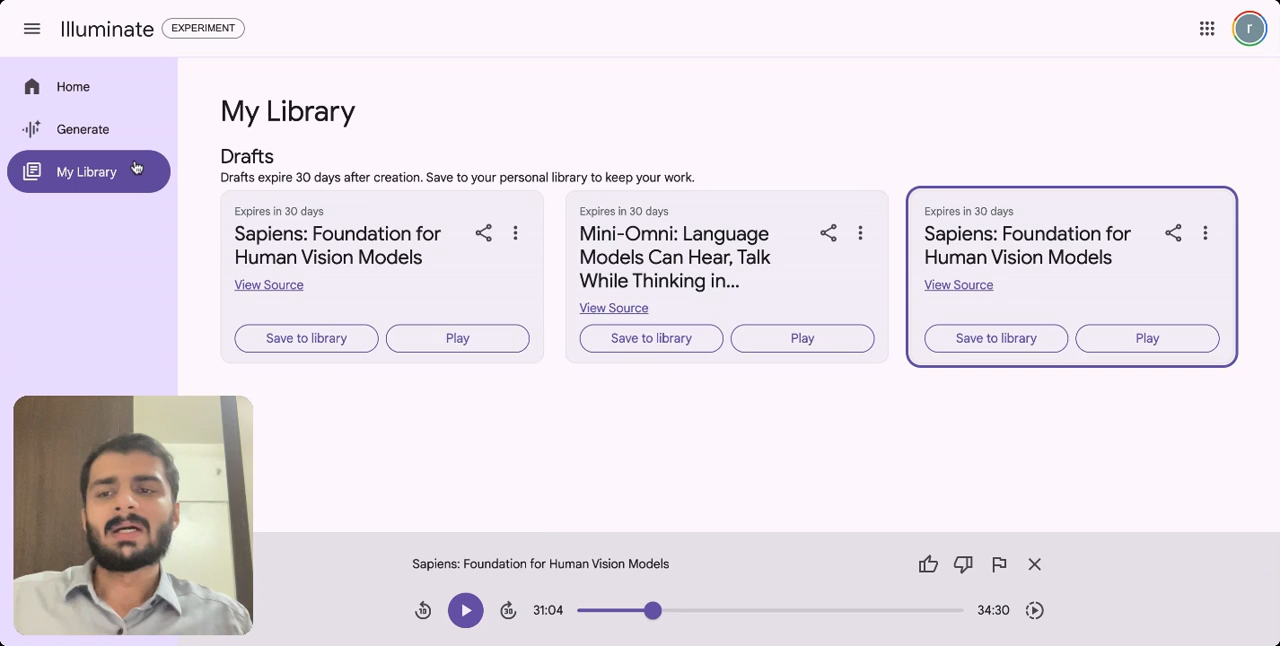 Illuminate EXPERIMENT
r
Home
Generate
My Library
My Library
Drafts
Drafts expire 30 days after creation. Save to your personal library to keep your work.
Expires in 30 days
Sapiens: Foundation for
Human Vision Models
View Source
Save to library Play
Expires in 30 days
Mini-Omni: Language
Models Can Hear, Talk
While Thinking in...
View Source
Save to library Play
Expires in 30 days
Sapiens: Foundation for
Human Vision Models
View Source
Save to library Play
Sapiens: Foundation for Human Vision Models
10 30 31:04 34:30